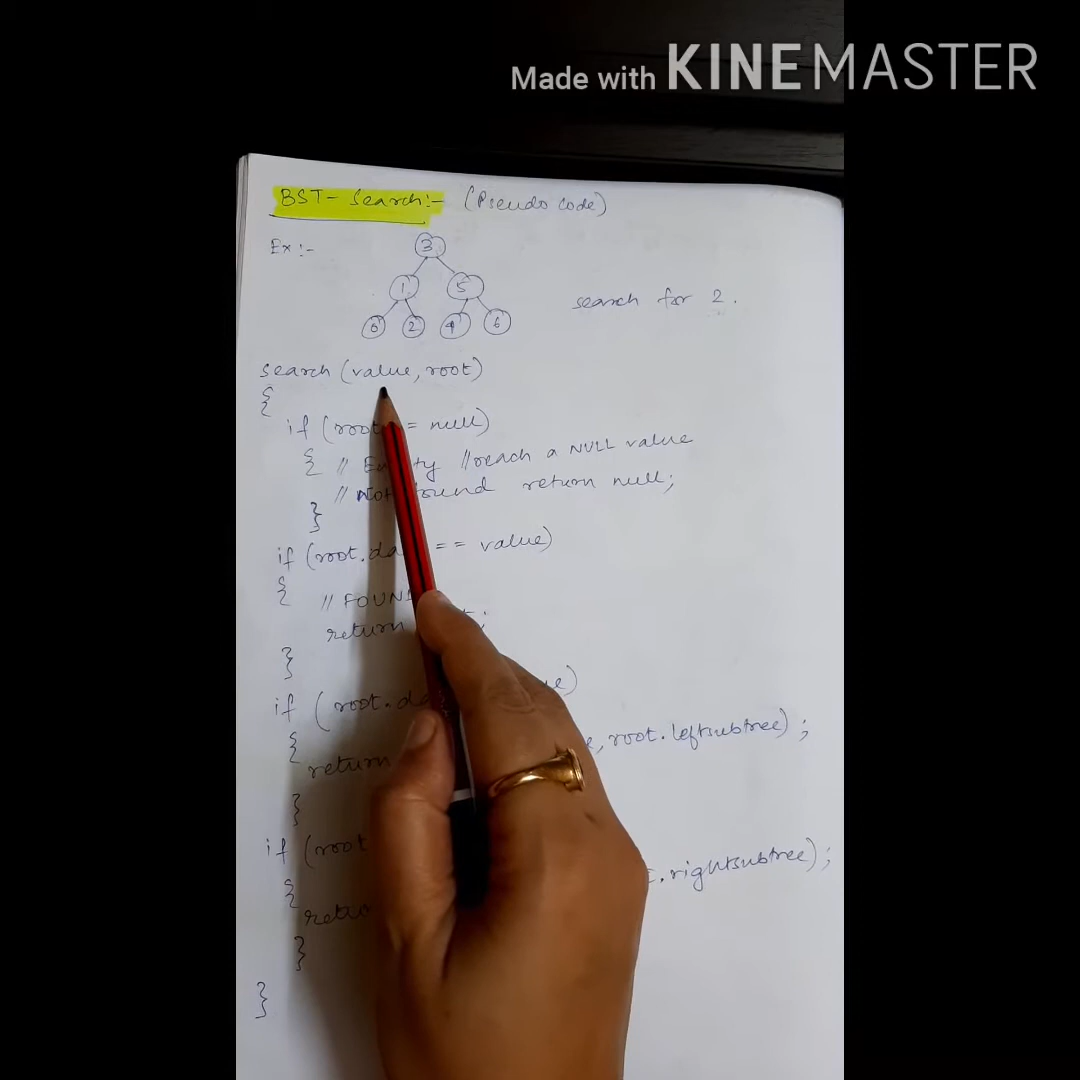 Made with KINEMASTER
BST- Search:- (Pseudo code)
Ex :-
3
1 5
0 2 4 6
search for 2.
search (value, root)
{
if (root = null)
{ // //reach a NULL value
// return null;
}
if (root. == value)
{
//
return ;
}
if ( root.
{
return , root.leftsubtree) ;
}
if (root
{
.rightsubtree);
}
}